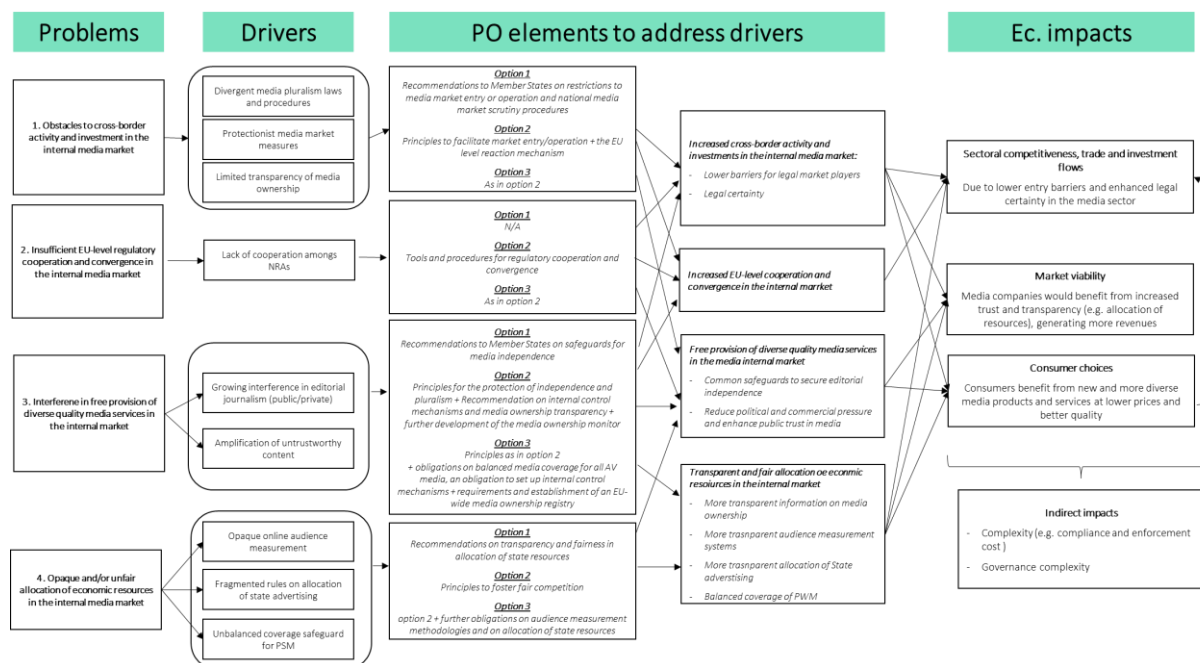 Problems
Drivers
PO elements to address drivers
Ec. impacts
1. Obstacles to cross-border
activity and investment in the
internal media market
2. Insufficient EU-level regulatory
cooperation and convergence in
the internal media market
3. Interferene in free provision of
diverse quality media services in
the internal market
4. Opaque and/or unfair
allocation of economic resources
in the internal media market
Divergent media pluralism laws
and procedures
Protectionist media market
measures
Limited transparency of media
ownership
Lack of cooperation amongs
NRAs
Growing interference in editorial
journalism (public/private)
Amplification of untrustworthy
content
Opaque online audience
measurement
Fragmented rules on allocation
of state advertising
Unbalanced coverage safeguard
for PSM
Option 1
Recommendations to Member States on restrictions to
media market entry or operation and national media
market scrutiny procedures
Option 2
Principles to facilitate market entry/operation + the EU
level reaction mechanism
Option 3
As in option 2
Option 1
N/A
Option 2
Tools and procedures for regulatory cooperation and
convergence
Option 3
As in option 2
Option 1
Recommendations to Member States on safeguards for
media independence
Option 2
Principles for the protection of independence and
pluralism + Recommendation on internal control
mechanisms and media ownership transparency +
further development of the media ownership monitor
Option 3
Principles as in option 2
+ obligations on balanced media coverage for all AV
media, an obligation to set up internal control
mechanisms + requirements and establishment of an EU-
wide media ownership registry
Option 1
Recommendations on transparency and fairness in
allocation of state resources
Option 2
Principles to foster fair competition
Option 3
option 2 + further obligations on audience measurement
methodologies and on allocation of state resources
Increased cross-border activity and
investments in the internal media market:
- Lower barriers for legal market players
- Legal certainty
Increased EU-level cooperation and
convergence in the internal marrket
Free provision of diverse quality media services
in the media internal market
- Common safeguards to secure editorial
independence
- Reduce political and commercial pressure
and enhance public trust in media
Transparent and fair allocation oe econmic
resoiurces in the internal market
- More transparent information on media
ownership
- More trasnparent audience measurement
systems
- More trasnparent allocation of State
advertising
- Balanced coverage of PWM
Sectoral competitiveness, trade and investment
flows
Due to lower entry barriers and enhanced legal
certainty in the media sector
Market viability
Media companies would benefit from increased
trust and transparency (e.g. allocation of
resources), generating more revenues
Consumer choices
Consumers benefit from new and more diverse
media products and services at lower prices and
better quality
Indirect impacts
- Complexity (e.g. compliance and enforcement
cost )
- Governance complexity